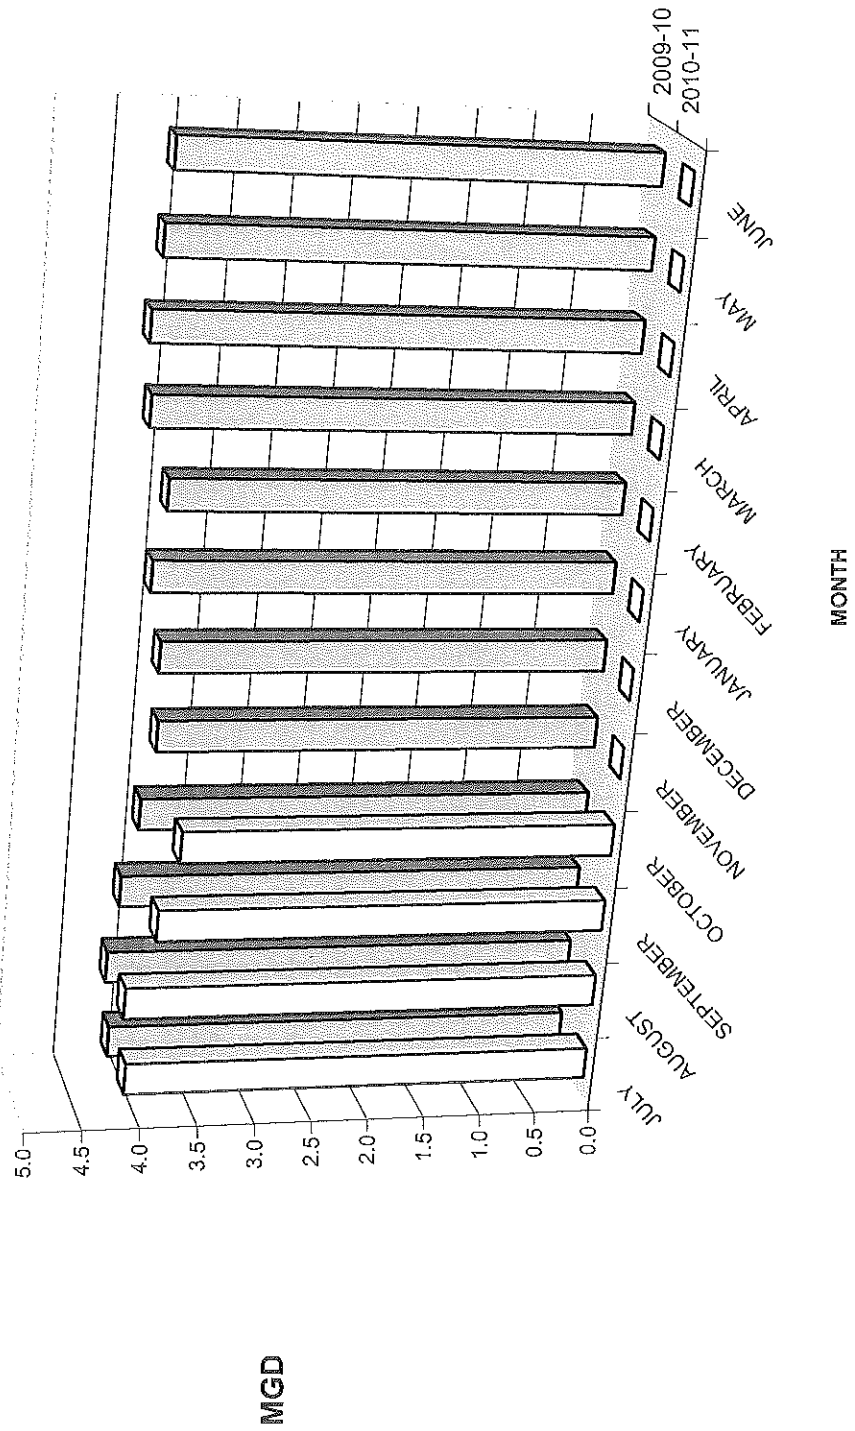 MGD
5.0
4.5
4.0
3.5
3.0
2.5
2.0
1.5
1.0
0.5
0.0
JULY
AUGUST
SEPTEMBER
OCTOBER
NOVEMBER
DECEMBER
JANUARY
FEBRUARY
MARCH
APRIL
MAY
JUNE
2009-10
2010-11
MONTH